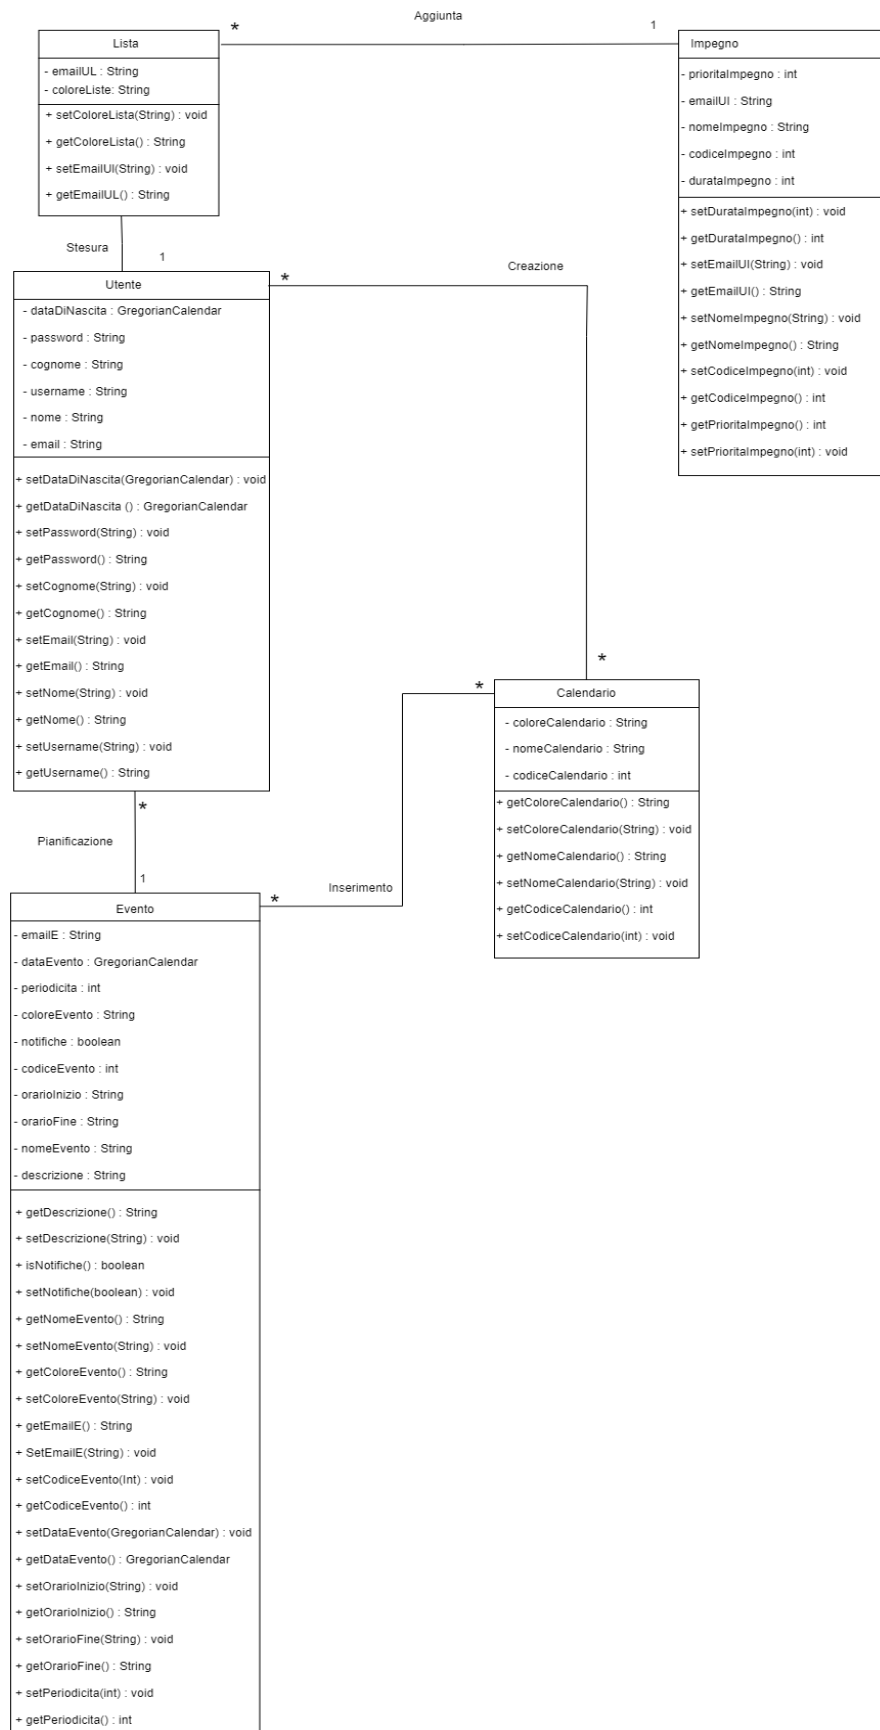 Aggiunta
*
1
Lista
- emailUL : String
- coloreListe: String
+ setColoreLista(String) : void
+ getColoreLista() : String
+ setEmailUl(String) : void
+ getEmailUL() : String
Impegno
- prioritaImpegno : int
- emailUI : String
- nomeImpegno : String
- codiceImpegno : int
- durataImpegno : int
+ setDurataImpegno(int) : void
+ getDurataImpegno() : int
+ setEmailUI(String) : void
+ getEmailUI() : String
+ setNomeImpegno(String) : void
+ getNomeImpegno() : String
+ setCodiceImpegno(int) : void
+ getCodiceImpegno() : int
+ getPrioritaImpegno() : int
+ setPrioritaImpegno(int) : void
Stesura
1
Creazione
*
*
Utente
- dataDiNascita : GregorianCalendar
- password : String
- cognome : String
- username : String
- nome : String
- email : String
+ setDataDiNascita(GregorianCalendar) : void
+ getDataDiNascita () : GregorianCalendar
+ setPassword(String) : void
+ getPassword() : String
+ setCognome(String) : void
+ getCognome() : String
+ setEmail(String) : void
+ getEmail() : String
+ setNome(String) : void
+ getNome() : String
+ setUsername(String) : void
+ getUsername() : String
*
Calendario
- coloreCalendario : String
- nomeCalendario : String
- codiceCalendario : int
+ getColoreCalendario() : String
+ setColoreCalendario(String) : void
+ getNomeCalendario() : String
+ setNomeCalendario(String) : void
+ getCodiceCalendario() : int
+ setCodiceCalendario(int) : void
*
Pianificazione
1
Inserimento
*
Evento
- emailE : String
- dataEvento : GregorianCalendar
- periodicita : int
- coloreEvento : String
- notifiche : boolean
- codiceEvento : int
- orarioInizio : String
- orarioFine : String
- nomeEvento : String
- descrizione : String
+ getDescrizione() : String
+ setDescrizione(String) : void
+ isNotifiche() : boolean
+ setNotifiche(boolean) : void
+ getNomeEvento() : String
+ setNomeEvento(String) : void
+ getColoreEvento() : String
+ setColoreEvento(String) : void
+ getEmailE() : String
+ SetEmailE(String) : void
+ setCodiceEvento(Int) : void
+ getCodiceEvento() : int
+ setDataEvento(GregorianCalendar) : void
+ getDataEvento() : GregorianCalendar
+ setOrarioInizio(String) : void
+ getOrarioInizio() : String
+ setOrarioFine(String) : void
+ getOrarioFine() : String
+ setPeriodicita(int) : void
+ getPeriodicita() : int